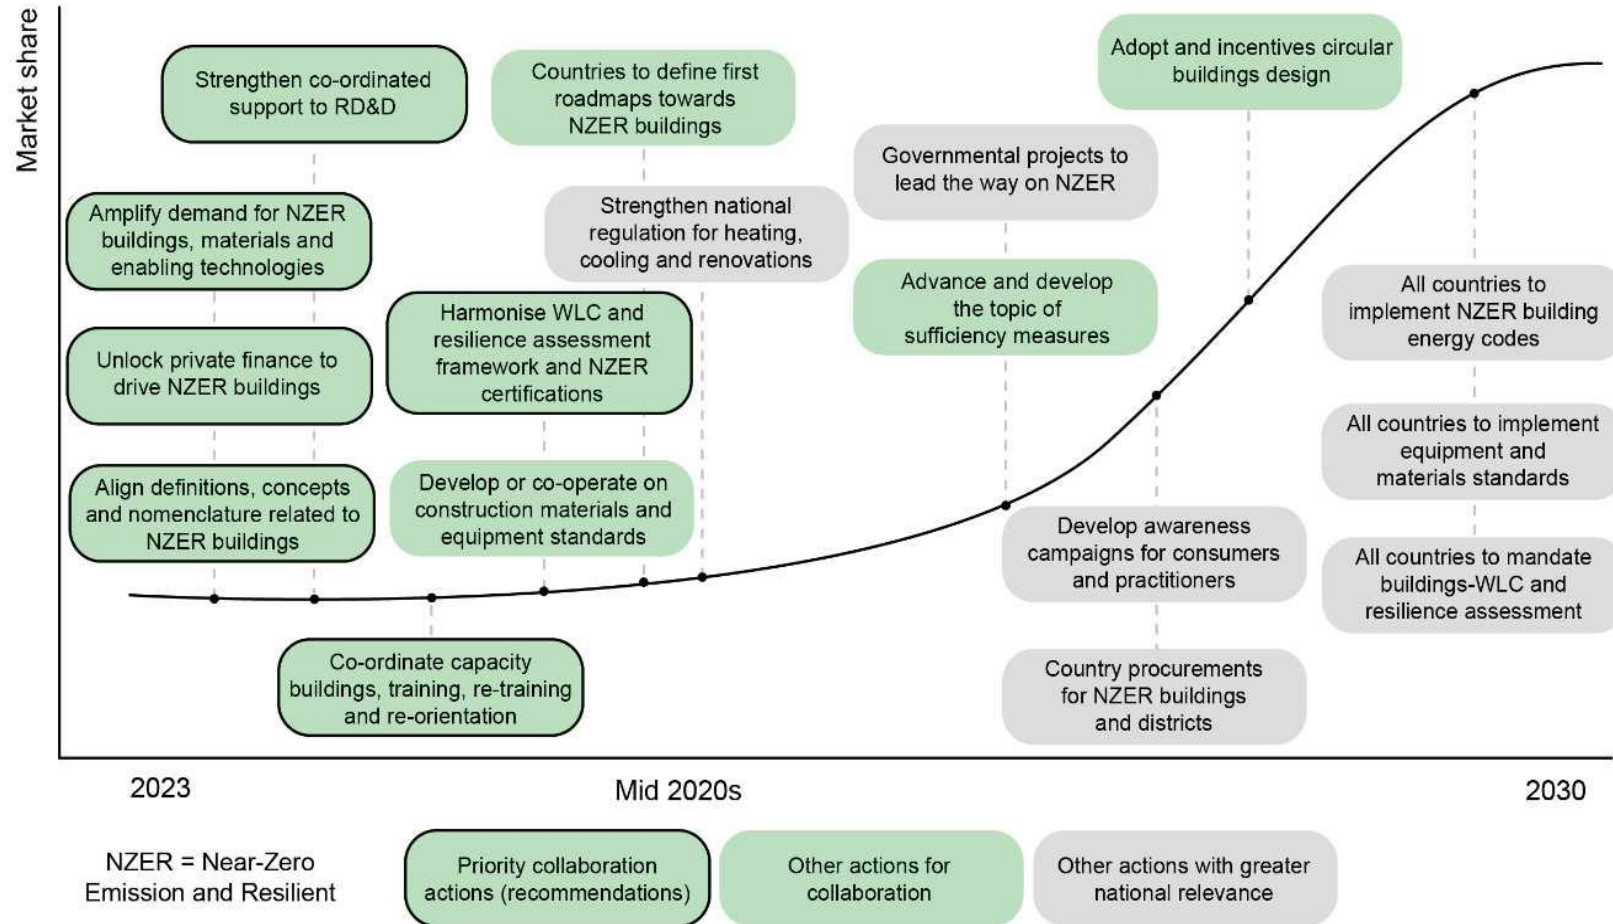 Market share
Strengthen co-ordinated
support to RD&D
Countries to define first
roadmaps towards
NZER buildings
Adopt and incentives circular
buildings design
Governmental projects to
lead the way on NZER
Amplify demand for NZER
buildings, materials and
enabling technologies
Strengthen national
regulation for heating,
cooling and renovations
Advance and develop
the topic of
sufficiency measures
All countries to
implement NZER building
energy codes
Unlock private finance to
drive NZER buildings
Harmonise WLC and
resilience assessment
framework and NZER
certifications
All countries to implement
equipment and
materials standards
Align definitions, concepts
and nomenclature related to
NZER buildings
Develop or co-operate on
construction materials and
equipment standards
Develop awareness
campaigns for consumers
and practitioners
All countries to mandate
buildings-WLC and
resilience assessment
Co-ordinate capacity
buildings, training, re-training
and re-orientation
Country procurements
for NZER buildings
and districts
2023
Mid 2020s
2030
NZER = Near-Zero
Emission and Resilient
Priority collaboration
actions (recommendations)
Other actions for
collaboration
Other actions with greater
national relevance